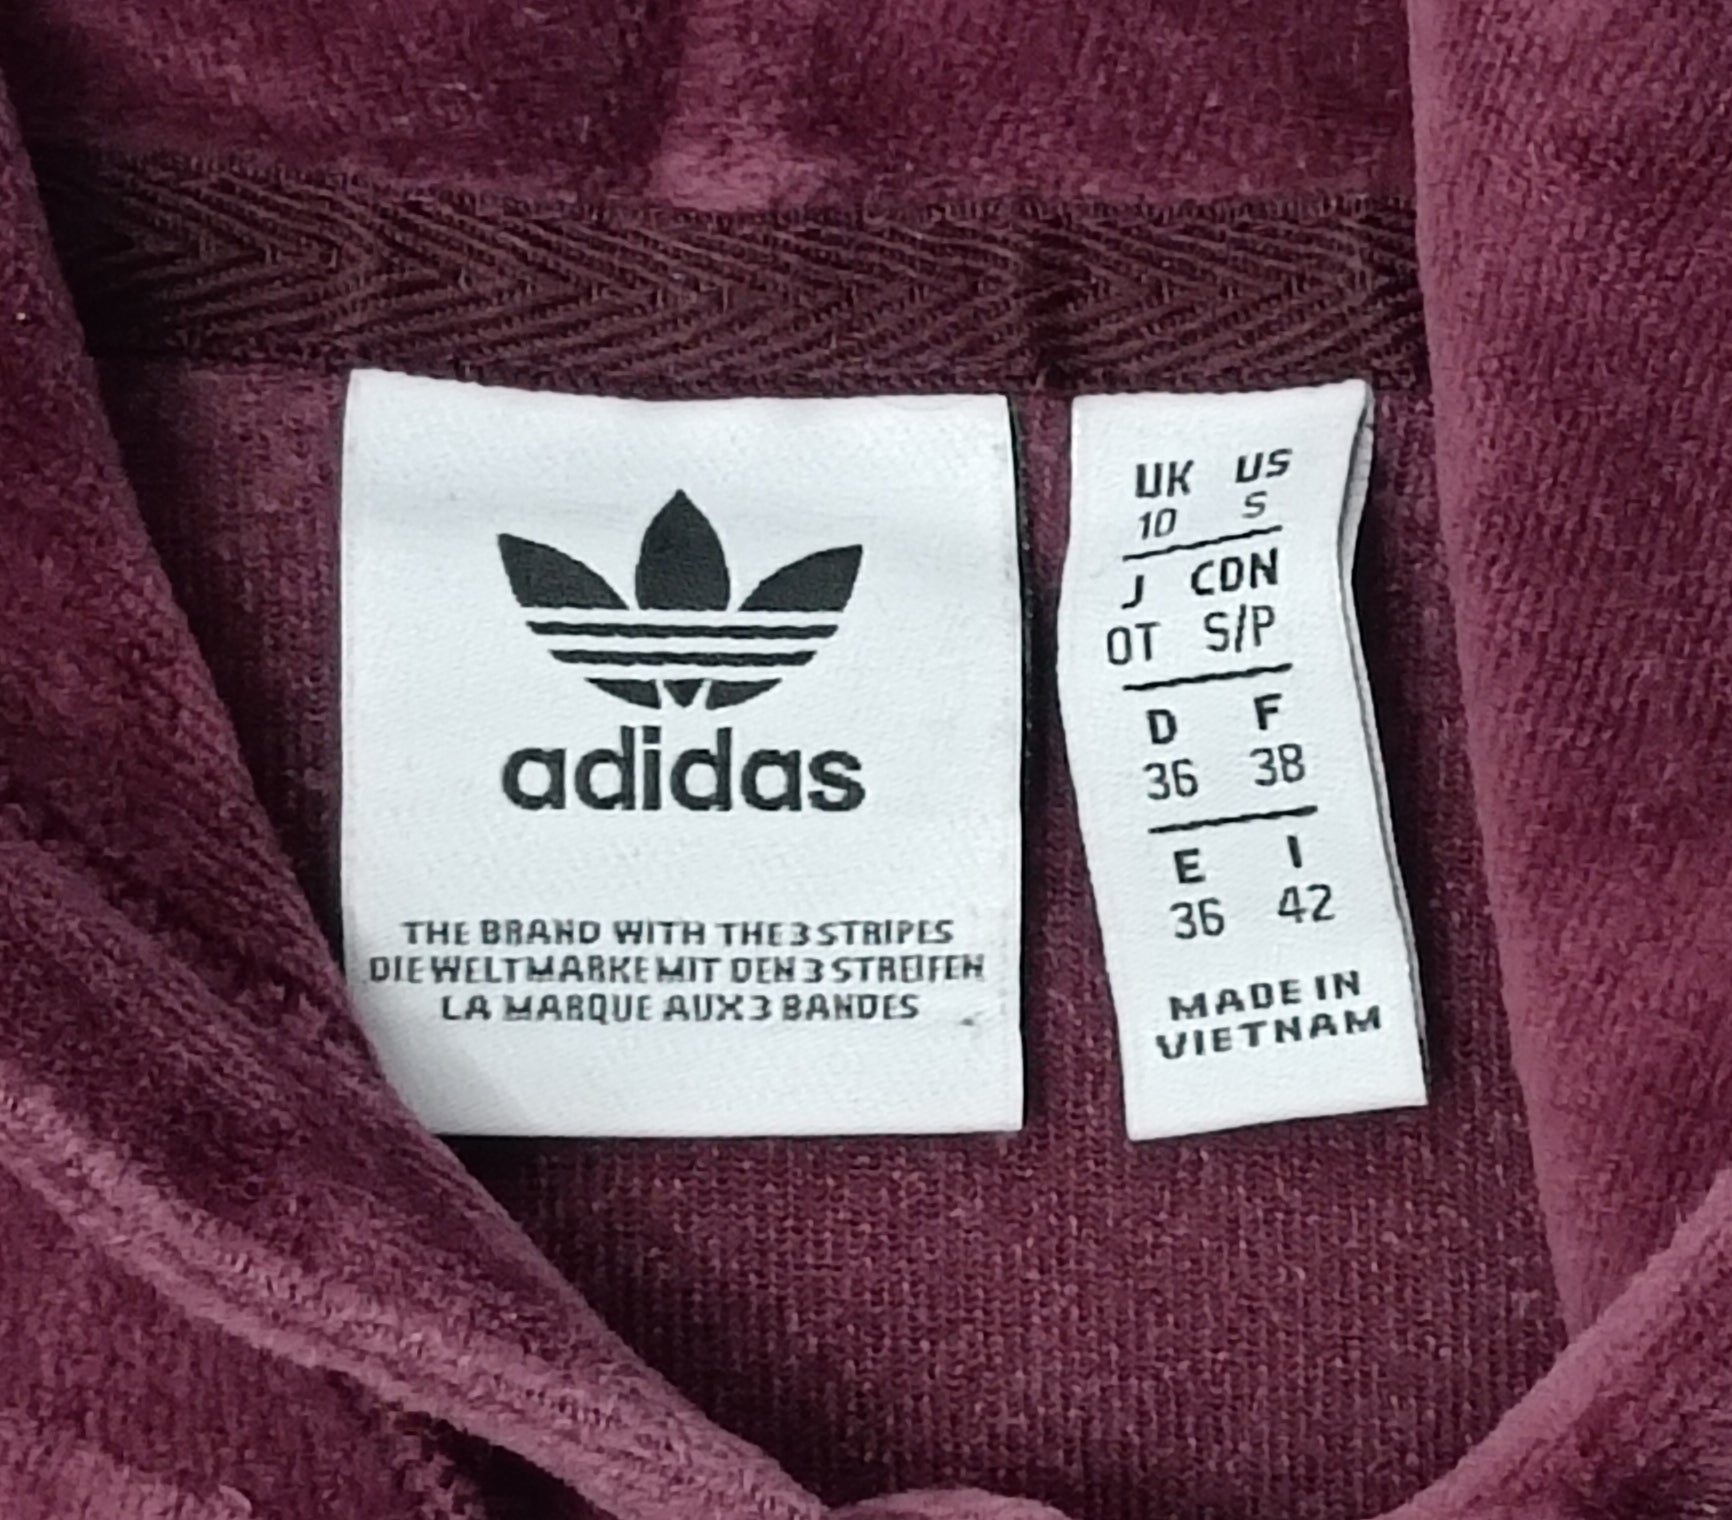 adidas
THE BRAND WITH THE 3 STRIPES
DIE WELTMARKE MIT DEN 3 STREIFEN
LA MARQUE AUX 3 BANDES
UK US
10 S
J CDN
OT S/P
D F
36 38
E I
36 42
MADE IN
VIETNAM